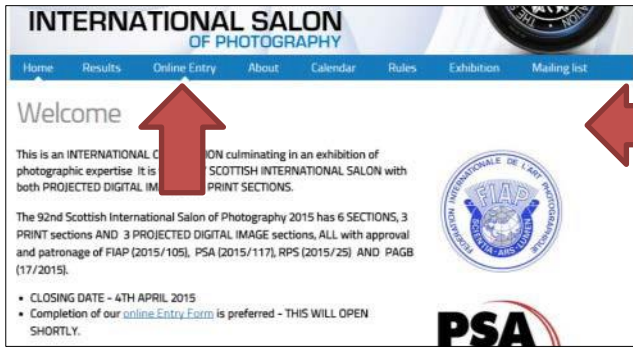 INTERNATIONAL SALON
OF PHOTOGRAPHY
Home Results Online Entry About Calendar Rules Exhibition Mailing list
Welcome
This is an INTERNATIONAL ON culminating in an exhibition of
photographic expertise It is SCOTTISH INTERNATIONAL SALON with
both PROJECTED DIGITAL PRINT SECTIONS.
The 92nd Scottish International Salon of Photography 2015 has 6 SECTIONS, 3
PRINT sections AND 3 PROJECTED DIGITAL IMAGE sections, ALL with approval
and patronage of FIAP (2015/105), PSA (2015/117), RPS (2015/25) AND PAGB
(17/2015).
• CLOSING DATE - 4TH APRIL 2015
• Completion of our online Entry Form is preferred - THIS WILL OPEN
SHORTLY.
FEDERATION INTERNATIONALE DE L'ART PHOTOGRAPHIQUE
FIAP
SCIENTIA-ARS-LUMEN
PSA